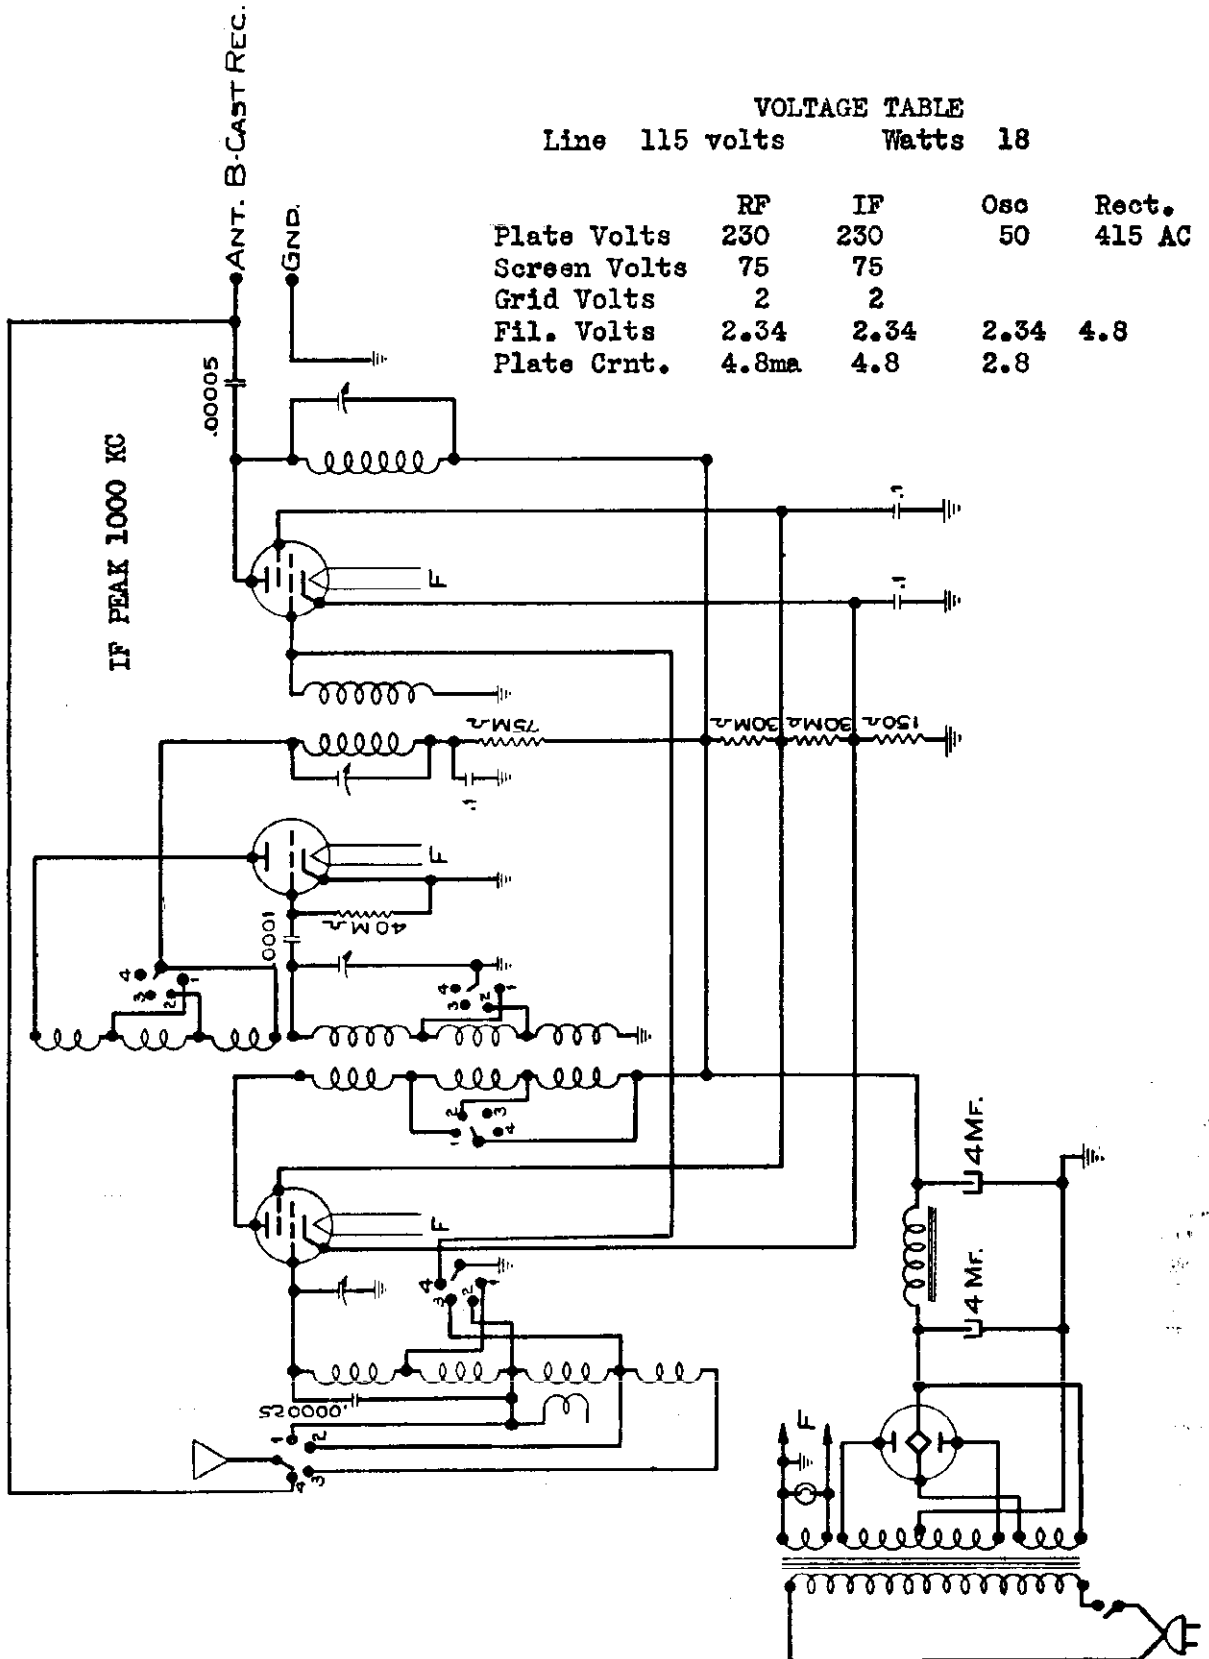 VOLTAGE TABLE
Line 115 volts Watts 18
RF IF Osc Rect.
Plate Volts 230 230 50 415 AC
Screen Volts 75 75
Grid Volts 2 2
Fil. Volts 2.34 2.34 2.34 4.8
Plate Crnt. 4.8ma 4.8 2.8
ANT. B-CAST REC.
GND.
.00005
IF PEAK 1000 KC
.1
F
.1
75MΩ
30MΩ
30MΩ
150Ω
.1
F
40MΩ
.0001
4
3
2
1
4
3
2
1
1
2
3
4
F
4
3
2
1
.000025
1
2
3
4
4 MF.
4 MF.
F